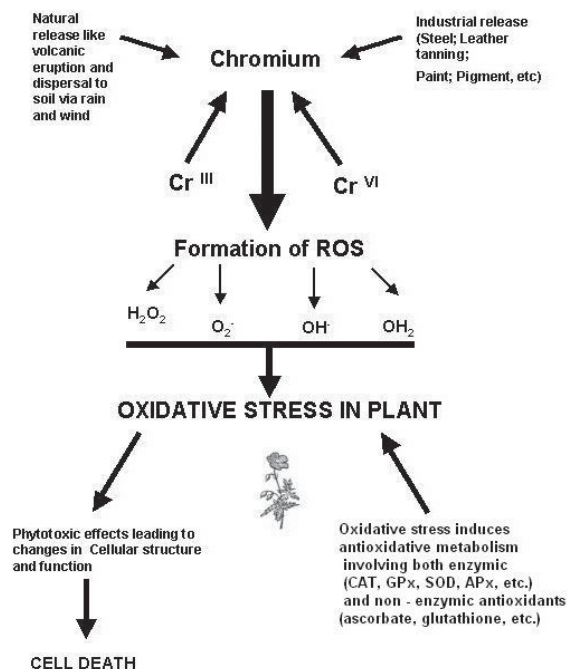 Natural
release like
volcanic
eruption and
dispersal to
soil via rain
and wind
Industrial release
(Steel; Leather
tanning;
Paint; Pigment, etc)
Chromium
Cr III
Cr VI
Formation of ROS
H2O2
O2-
OH-
OH2
OXIDATIVE STRESS IN PLANT
Phytotoxic effects leading to
changes in Cellular structure
and function
Oxidative stress induces
antioxidative metabolism
involving both enzymic
(CAT, GPx, SOD, APx, etc.)
and non - enzymic antioxidants
(ascorbate, glutathione, etc.)
CELL DEATH